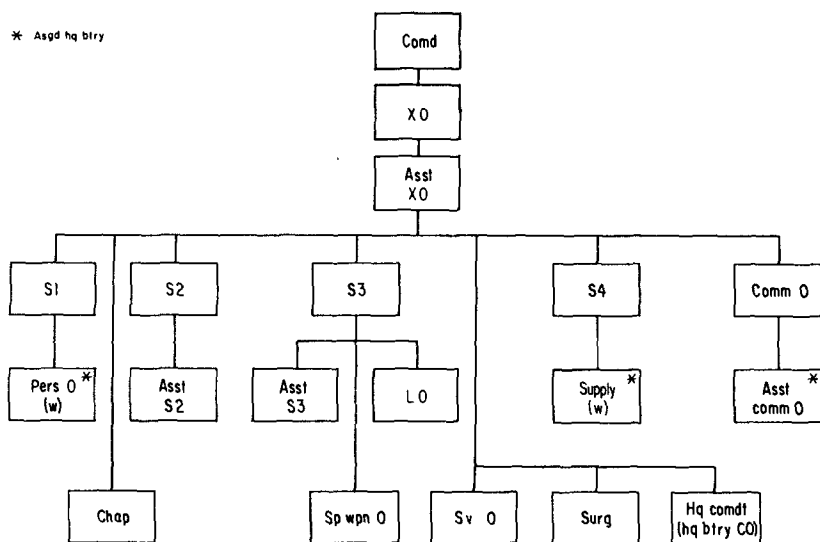 * Asgd hq btry
Comd
XO
Asst
XO
S1
S2
S3
S4
Comm O
Pers O *
(w)
Asst
S2
Asst
S3
LO
Supply *
(w)
Asst *
comm O
Chap
Sp wpn O
Sv O
Surg
Hq comdt
(hq btry CO)